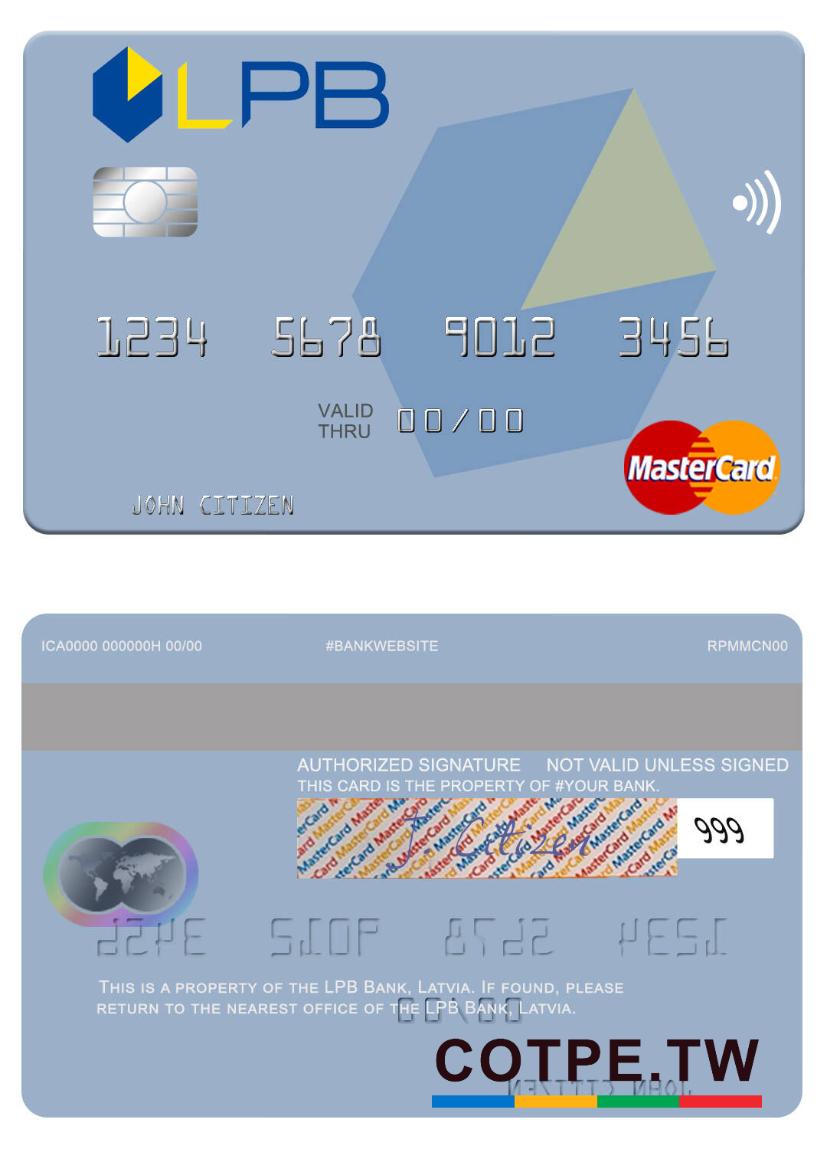 LPB
1234 5678 9012 3456
VALID THRU 00/00
JOHN CITIZEN
MasterCard
ICA0000 000000H 00/00 #BANKWEBSITE RPMMCN00
AUTHORIZED SIGNATURE NOT VALID UNLESS SIGNED
THIS CARD IS THE PROPERTY OF #YOUR BANK.
J. Citizen 999
THIS IS A PROPERTY OF THE LPB BANK, LATVIA. IF FOUND, PLEASE
RETURN TO THE NEAREST OFFICE OF THE LPB BANK, LATVIA.
COTPE.TW